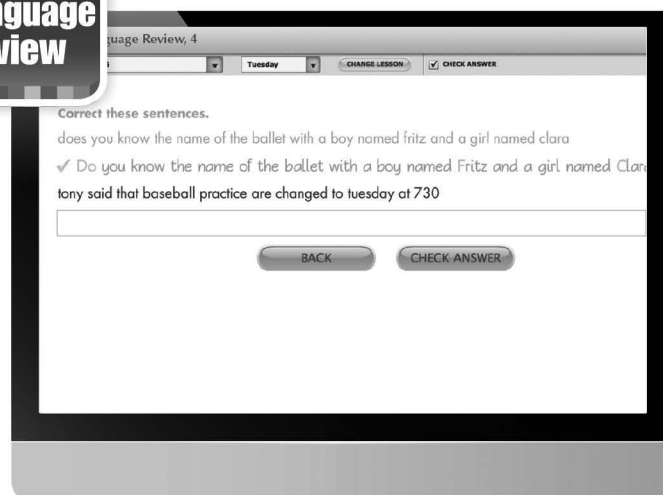 view
guage Review, 4
Tuesday
CHANGE LESSON
CHECK ANSWER
Correct these sentences.
does you know the name of the ballet with a boy named fritz and a girl named clara
✓ Do you know the name of the ballet with a boy named Fritz and a girl named Clar
tony said that baseball practice are changed to tuesday at 730
BACK
CHECK ANSWER